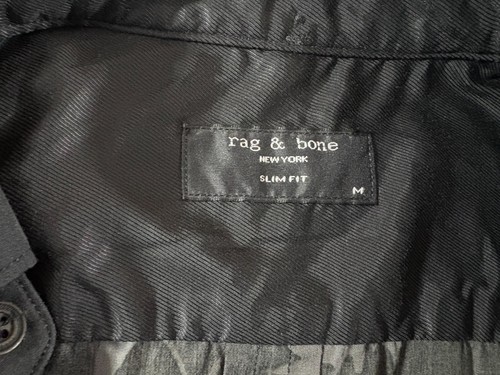 rag & bone
NEW YORK
SLIM FIT
M